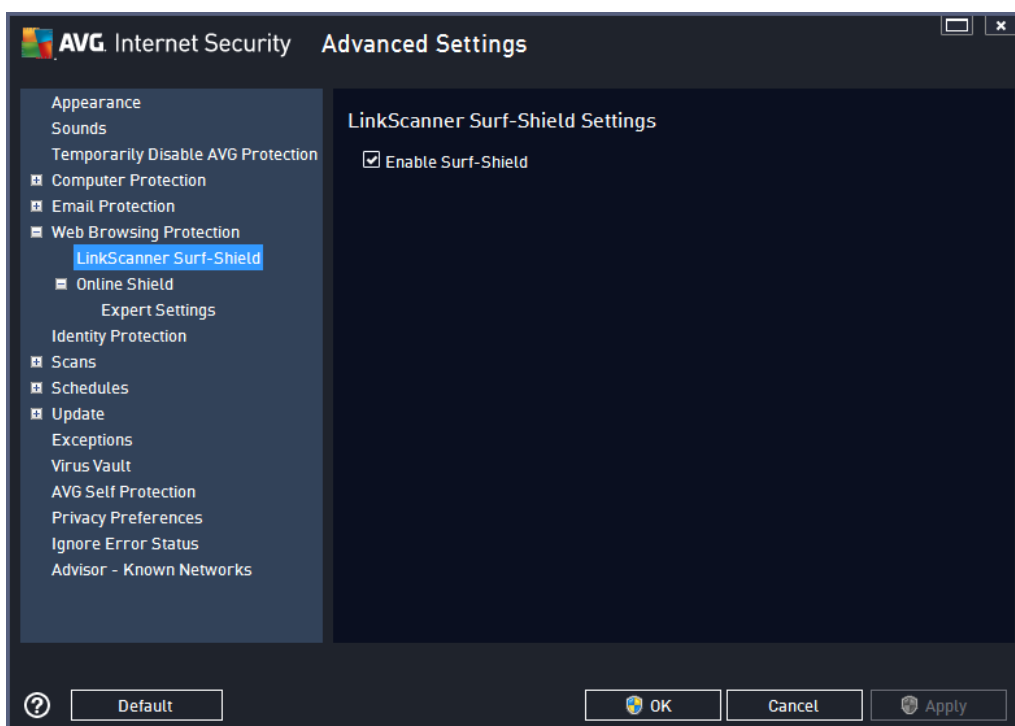 AVG. Internet Security Advanced Settings
Appearance
Sounds
Temporarily Disable AVG Protection
Computer Protection
Email Protection
Web Browsing Protection
LinkScanner Surf-Shield
Online Shield
Expert Settings
Identity Protection
Scans
Schedules
Update
Exceptions
Virus Vault
AVG Self Protection
Privacy Preferences
Ignore Error Status
Advisor - Known Networks
LinkScanner Surf-Shield Settings
Enable Surf-Shield
? Default OK Cancel Apply